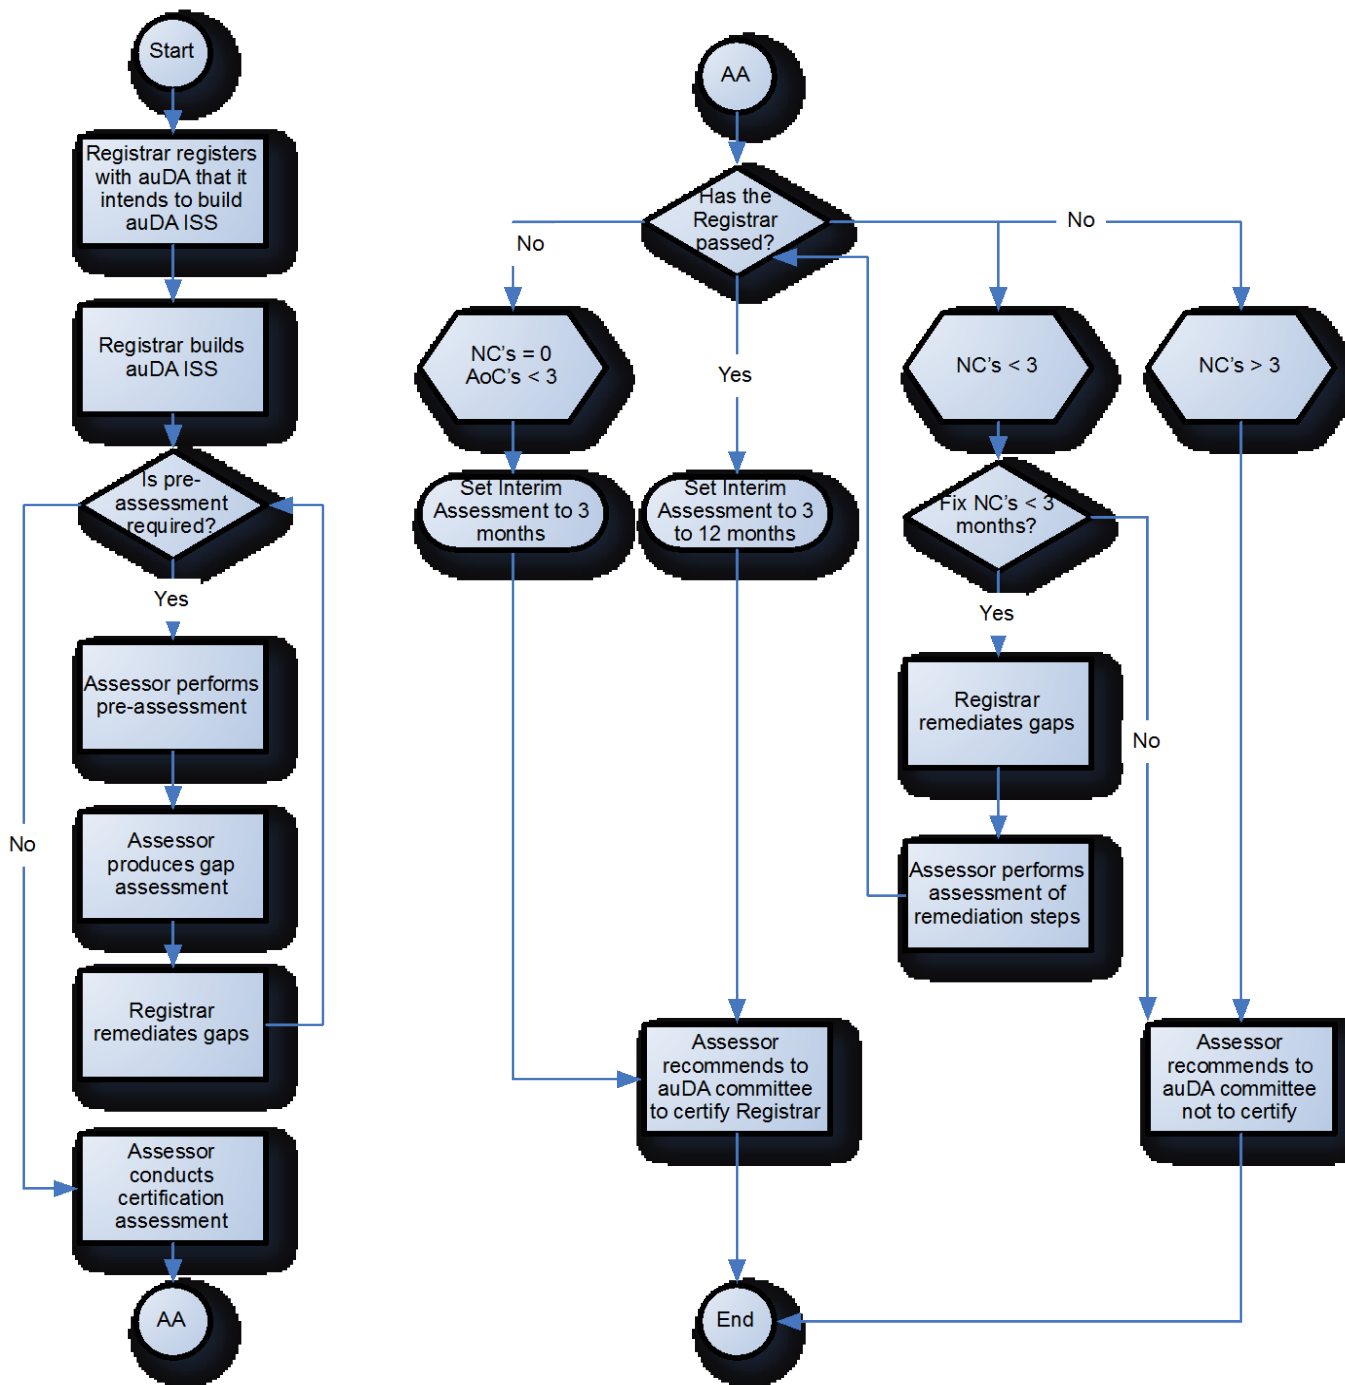 Start
Registrar registers
with auDA that it
intends to build
auDA ISS
Registrar builds
auDA ISS
Is pre-
assessment
required?
Yes
No
Assessor performs
pre-assessment
Assessor
produces gap
assessment
Registrar
remediates gaps
Assessor
conducts
certification
assessment
AA
AA
Has the
Registrar
passed?
No
Yes
No
NC's = 0
AoC's < 3
Set Interim
Assessment to 3
months
Set Interim
Assessment to 3
to 12 months
NC's < 3
NC's > 3
Fix NC's < 3
months?
Yes
No
Registrar
remediates gaps
Assessor performs
assessment of
remediation steps
Assessor
recommends to
auDA committee
to certify Registrar
Assessor
recommends to
auDA committee
not to certify
End